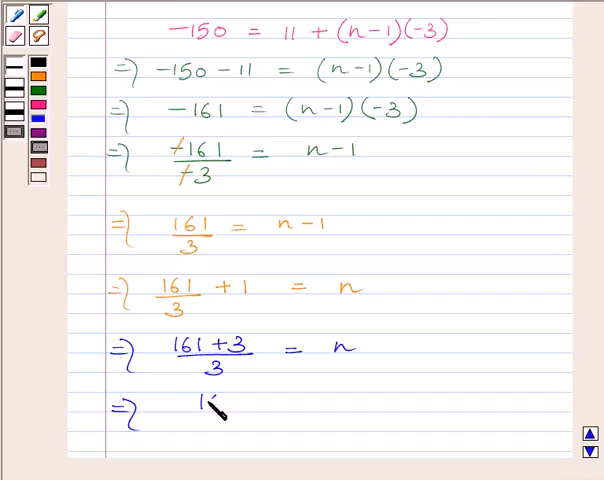 -150 = 11 + (n-1)(-3)
=> -150 - 11 = (n-1)(-3)
=> -161 = (n-1)(-3)
=> -161/-3 = n-1
=> 161/3 = n-1
=> 161/3 + 1 = n
=> 161+3/3 = n
=>